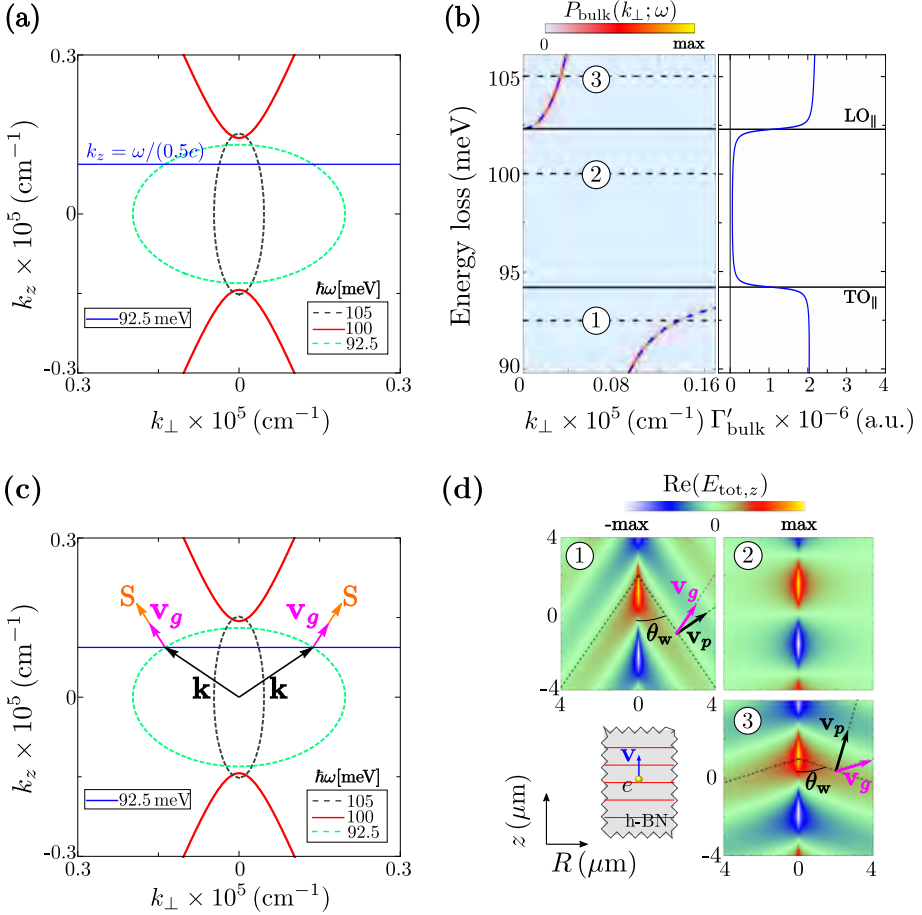 (a)
0.3
0
-0.3
k_z × 10^5 (cm^−1)
k_z = ω/(0.5c)
92.5 meV
ħω[meV]
105
100
92.5
0.3 0 0.3
k_⊥ × 10^5 (cm^−1)
(b)
P_bulk(k_⊥; ω)
0 max
105
100
95
90
Energy loss (meV)
3
2
1
LO_∥
TO_∥
0 0.08 0.16
0 1 2 3 4
k_⊥ × 10^5 (cm^−1)
Γ′_bulk × 10^−6 (a.u.)
(c)
0.3
0
-0.3
k_z × 10^5 (cm^−1)
S S
v_g v_g
k k
92.5 meV
ħω[meV]
105
100
92.5
0.3 0 0.3
k_⊥ × 10^5 (cm^−1)
(d)
Re(E_tot,z)
-max 0 max
1
4
0
-4
v_g
v_p
θ_w
4 0 4
2
3
4
0
-4
v_p
v_g
θ_w
4 0 4
v
e
h-BN
z (μm)
R (μm)